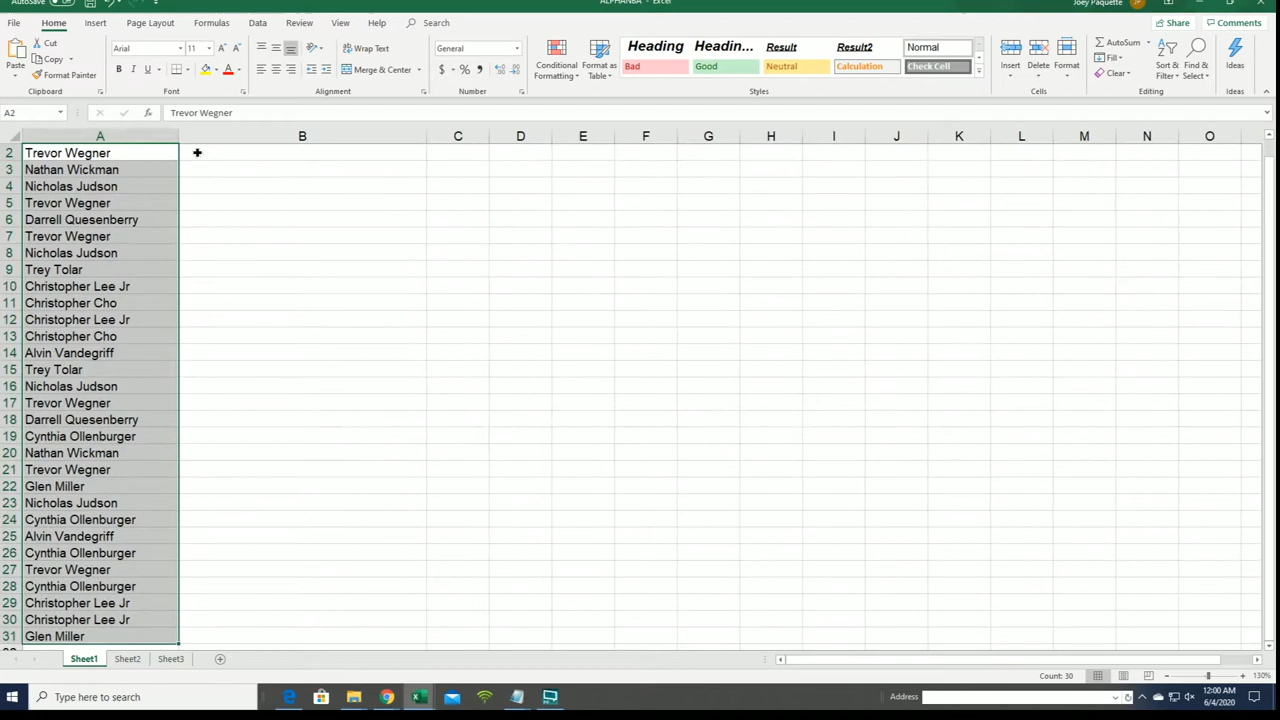 AutoSave Off ALPHANBA - Excel Joey Paquette JP
File Home Insert Page Layout Formulas Data Review View Help Search Share Comments
Paste Cut Copy Format Painter Clipboard
Arial 11 A A B I U A Font
Wrap Text Merge & Center Alignment
General $ % , Number
Conditional Formatting Format as Table
Heading Headin... Result Result2 Normal
Bad Good Neutral Calculation Check Cell
Styles
Insert Delete Format Cells
AutoSum Fill Clear Sort & Filter Find & Select Editing
Ideas Ideas
A2 fx Trevor Wegner
A B C D E F G H I J K L M N O
2 Trevor Wegner
3 Nathan Wickman
4 Nicholas Judson
5 Trevor Wegner
6 Darrell Quesenberry
7 Trevor Wegner
8 Nicholas Judson
9 Trey Tolar
10 Christopher Lee Jr
11 Christopher Cho
12 Christopher Lee Jr
13 Christopher Cho
14 Alvin Vandegriff
15 Trey Tolar
16 Nicholas Judson
17 Trevor Wegner
18 Darrell Quesenberry
19 Cynthia Ollenburger
20 Nathan Wickman
21 Trevor Wegner
22 Glen Miller
23 Nicholas Judson
24 Cynthia Ollenburger
25 Alvin Vandegriff
26 Cynthia Ollenburger
27 Trevor Wegner
28 Cynthia Ollenburger
29 Christopher Lee Jr
30 Christopher Lee Jr
31 Glen Miller
Sheet1 Sheet2 Sheet3
Count: 30 130%
Type here to search Address 12:00 AM
6/4/2020